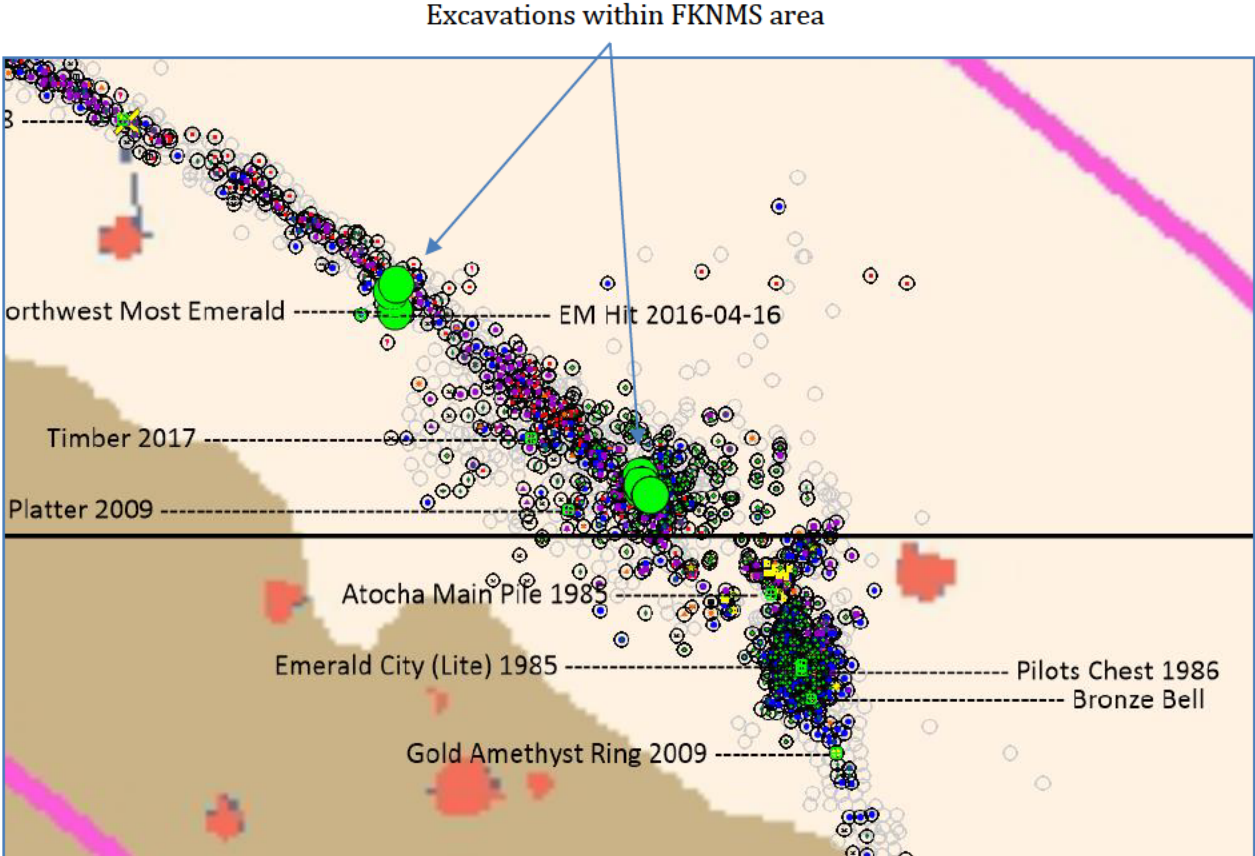 Excavations within FKNMS area
8
orthwest Most Emerald
EM Hit 2016-04-16
Timber 2017
Platter 2009
Atocha Main Pile 1985
Emerald City (Lite) 1985
Pilots Chest 1986
Bronze Bell
Gold Amethyst Ring 2009